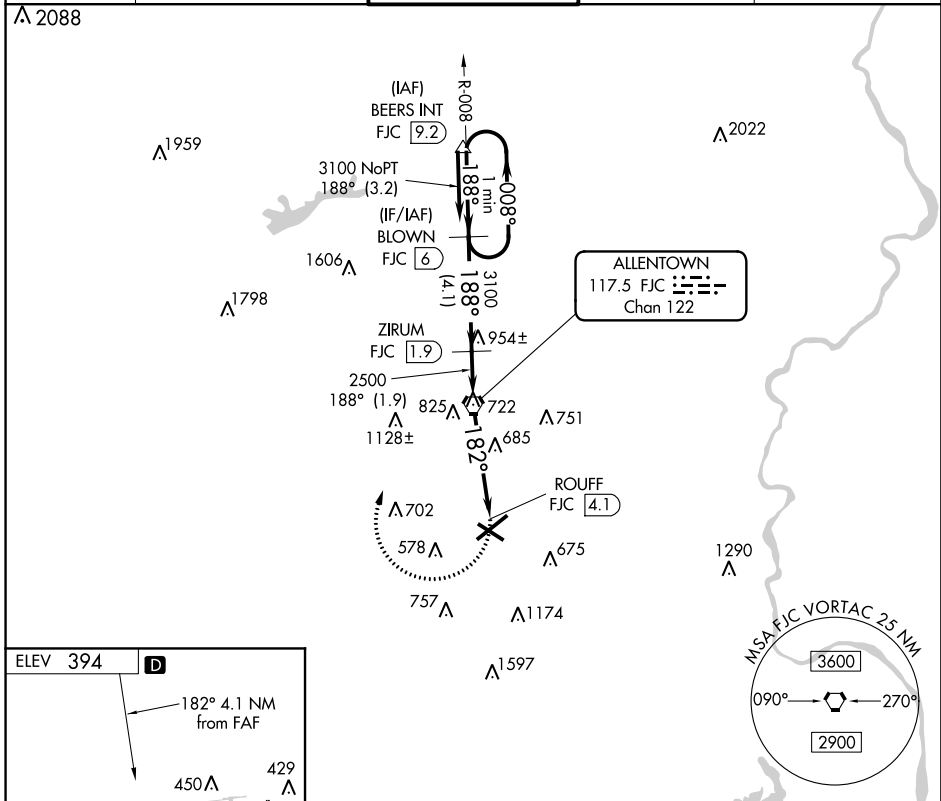 2088
(IAF)
BEERS INT
FJC 9.2
R-008
1959
2022
3100 NoPT
188° (3.2)
188°
1 min
008°
(IF/IAF)
BLOWN
FJC 6
1606
3100
188°
(4.1)
ALLENTOWN
117.5 FJC
Chan 122
1798
ZIRUM
FJC 1.9
954±
2500
188° (1.9)
825
722
751
1128±
182°
685
ROUFF
FJC 4.1
702
578
675
1290
757
1174
1597
MSA FJC VORTAC 25 NM
3600
090°
270°
2900
ELEV 394
D
182° 4.1 NM
from FAF
450
429